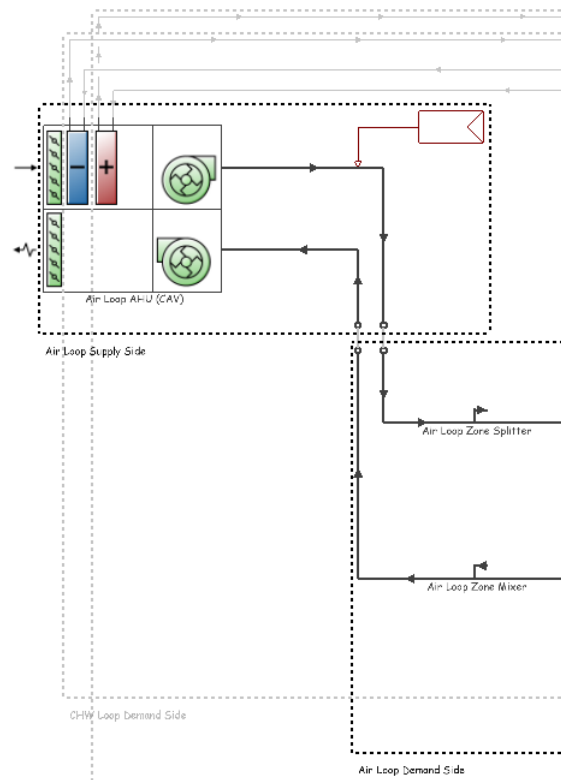 Air Loop AHU (CAV)
Air Loop Supply Side
Air Loop Zone Splitter
Air Loop Zone Mixer
CHW Loop Demand Side
Air Loop Demand Side